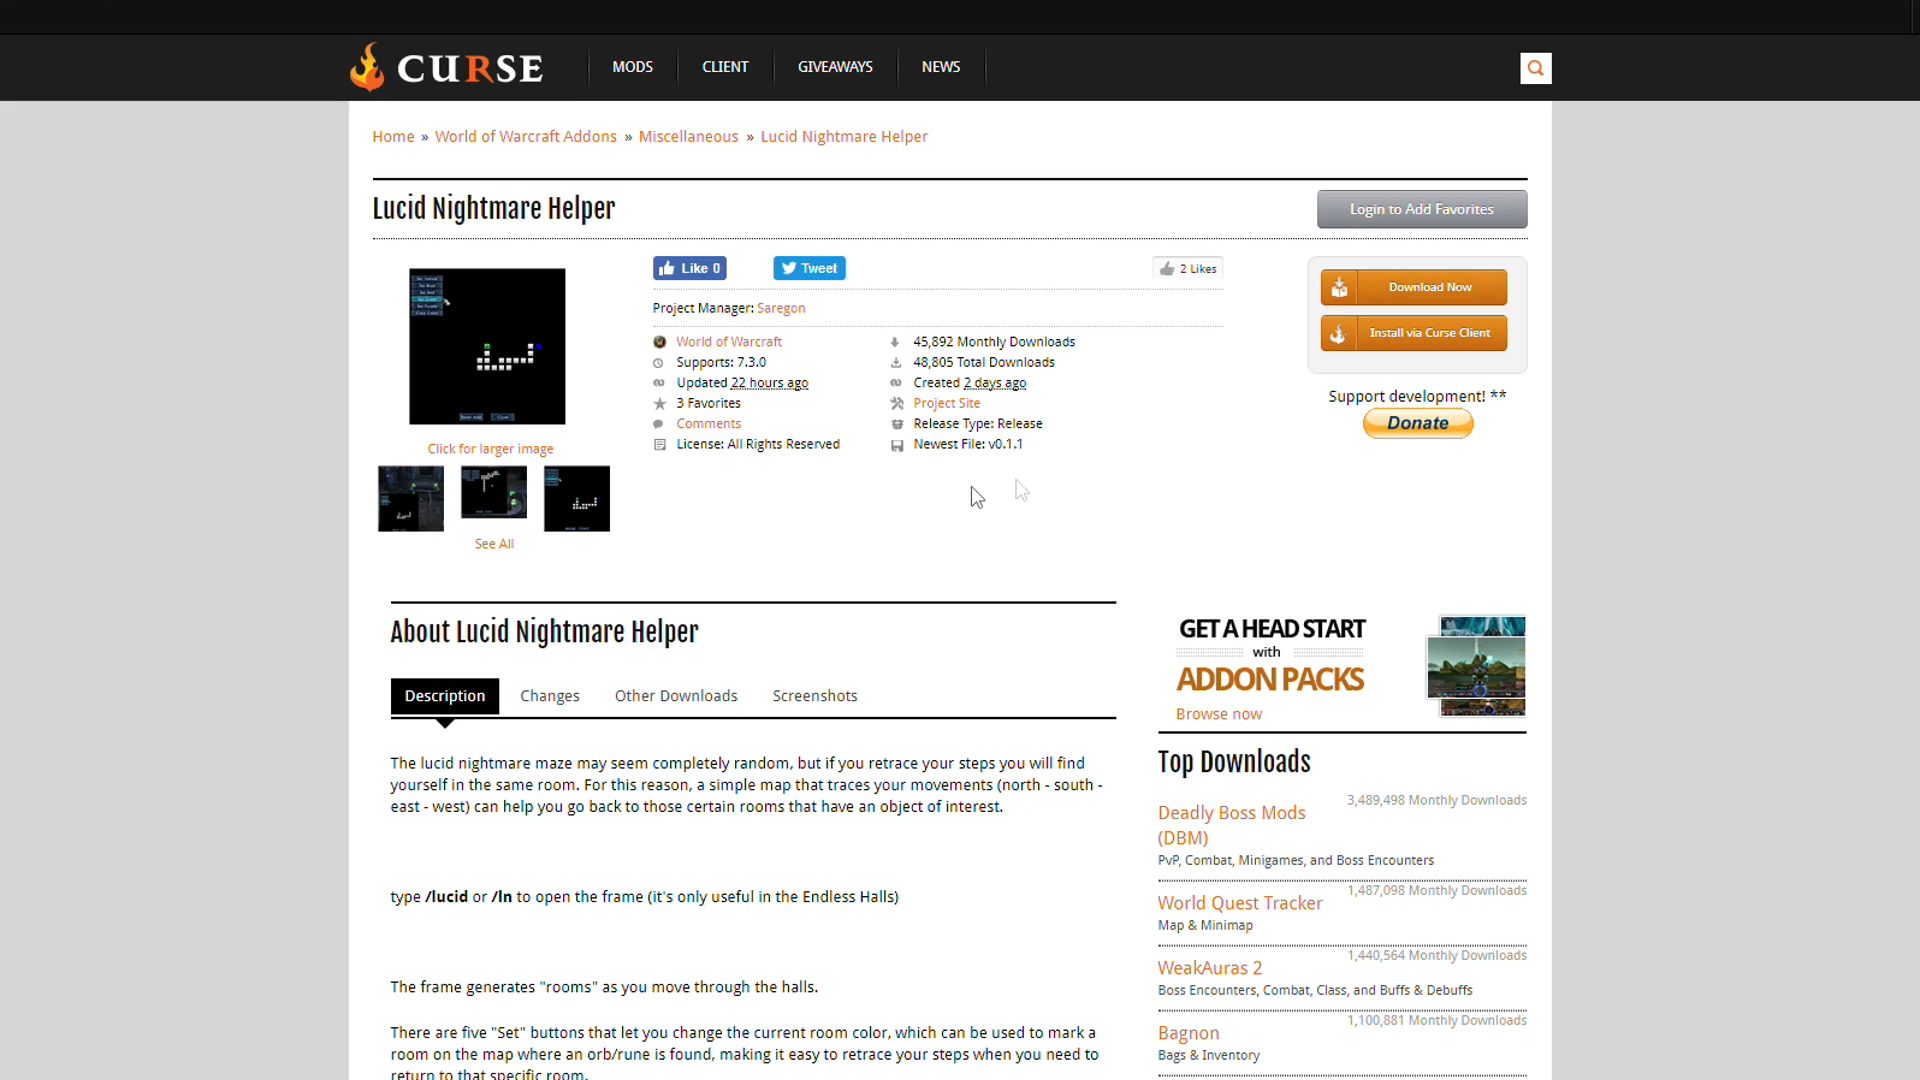 CURSE
MODS
CLIENT
GIVEAWAYS
NEWS
Home » World of Warcraft Addons » Miscellaneous » Lucid Nightmare Helper
Lucid Nightmare Helper
Login to Add Favorites
Like 0
Tweet
2 Likes
Download Now
Install via Curse Client
Project Manager: Saregon
World of Warcraft
45,892 Monthly Downloads
Supports: 7.3.0
48,805 Total Downloads
Updated 22 hours ago
Created 2 days ago
3 Favorites
Project Site
Comments
Release Type: Release
License: All Rights Reserved
Newest File: v0.1.1
Support development! **
Donate
Click for larger image
See All
About Lucid Nightmare Helper
Description
Changes
Other Downloads
Screenshots
The lucid nightmare maze may seem completely random, but if you retrace your steps you will find
yourself in the same room. For this reason, a simple map that traces your movements (north - south -
east - west) can help you go back to those certain rooms that have an object of interest.
type /lucid or /ln to open the frame (it's only useful in the Endless Halls)
The frame generates "rooms" as you move through the halls.
There are five "Set" buttons that let you change the current room color, which can be used to mark a
room on the map where an orb/rune is found, making it easy to retrace your steps when you need to
return to that specific room.
GET A HEAD START
with
ADDON PACKS
Browse now
Top Downloads
3,489,498 Monthly Downloads
Deadly Boss Mods
(DBM)
PvP, Combat, Minigames, and Boss Encounters
1,487,098 Monthly Downloads
World Quest Tracker
Map & Minimap
1,440,564 Monthly Downloads
WeakAuras 2
Boss Encounters, Combat, Class, and Buffs & Debuffs
1,100,881 Monthly Downloads
Bagnon
Bags & Inventory